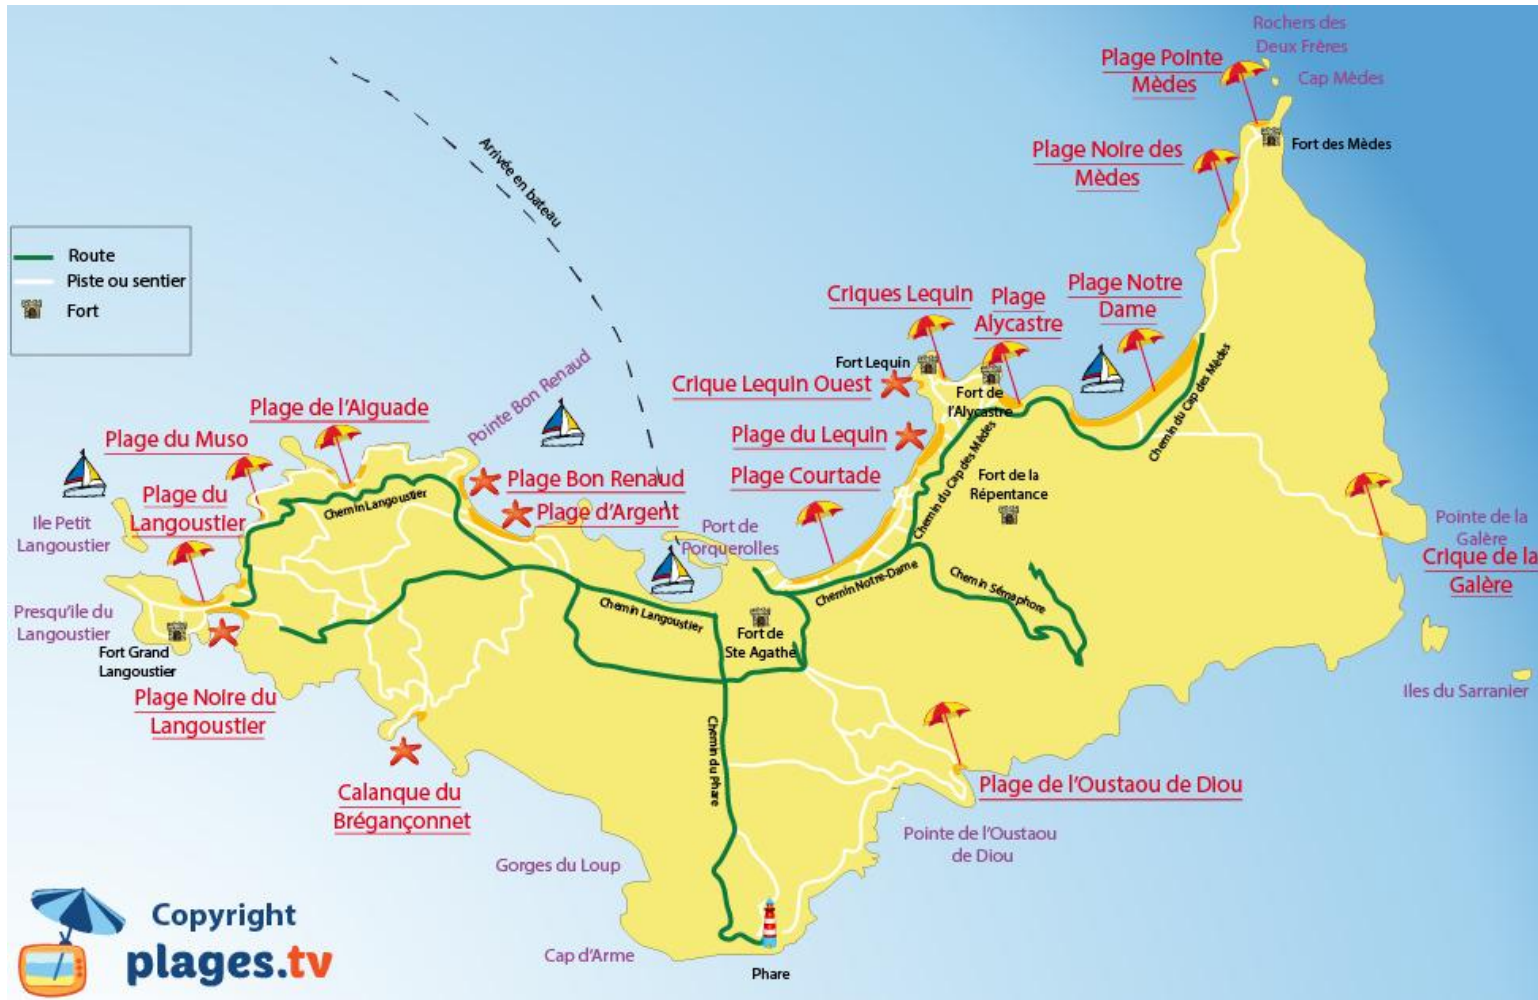 Rochers des
Deux Frères
Plage Pointe
Mèdes
Cap Mèdes
Fort des Mèdes
Plage Noire des
Mèdes
Arrivée en bateau
Route
Piste ou sentier
Fort
Criques Lequin
Plage
Alycastre
Plage Notre
Dame
Fort Lequin
Crique Lequin Ouest
Fort de
l'Alycastre
Chemin du Cap des Mèdes
Pointe Bon Renaud
Plage de l'Aiguade
Plage du Muso
Plage du Lequin
Chemin du Cap des Mèdes
Plage Courtade
Fort de la
Répentance
Plage du
Langoustier
Chemin Langoustier
Plage Bon Renaud
Plage d'Argent
Ile Petit
Langoustier
Port de
Porquerolles
Pointe de la
Galère
Crique de la
Galère
Chemin Notre-Dame
Chemin Sémaphore
Presqu'ile du
Langoustier
Chemin Langoustier
Fort de
Ste Agathe
Fort Grand
Langoustier
Plage Noire du
Langoustier
Iles du Sarranier
Chemin du Phare
Calanque du
Brégançonnet
Plage de l'Oustaou de Diou
Pointe de l'Oustaou
de Diou
Gorges du Loup
Cap d'Arme
Phare
Copyright
plages.tv